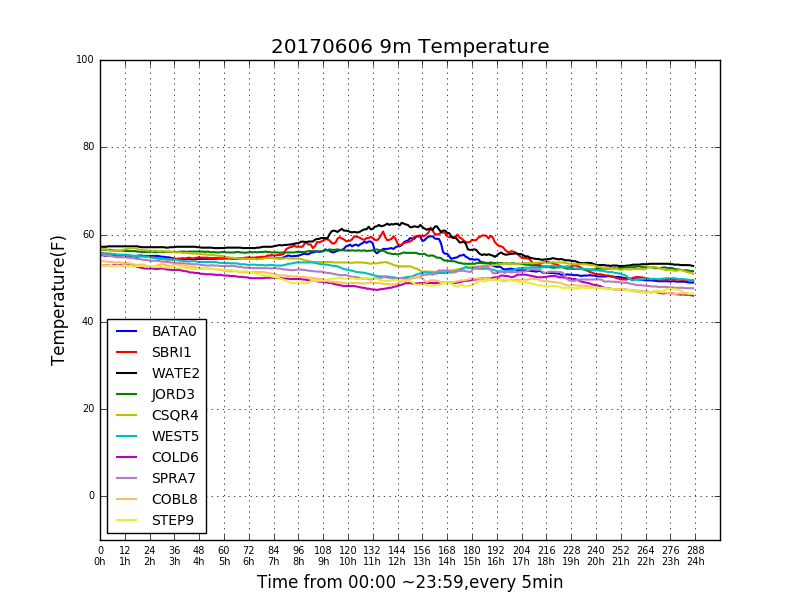 20170606 9m Temperature
100
80
60
40
20
0
Temperature(F)
BATA0
SBRI1
WATE2
JORD3
CSQR4
WEST5
COLD6
SPRA7
COBL8
STEP9
0 12 24 36 48 60 72 84 96 108 120 132 144 156 168 180 192 204 216 228 240 252 264 276 288
0h 1h 2h 3h 4h 5h 6h 7h 8h 9h 10h 11h 12h 13h 14h 15h 16h 17h 18h 19h 20h 21h 22h 23h 24h
Time from 00:00 ~23:59,every 5min